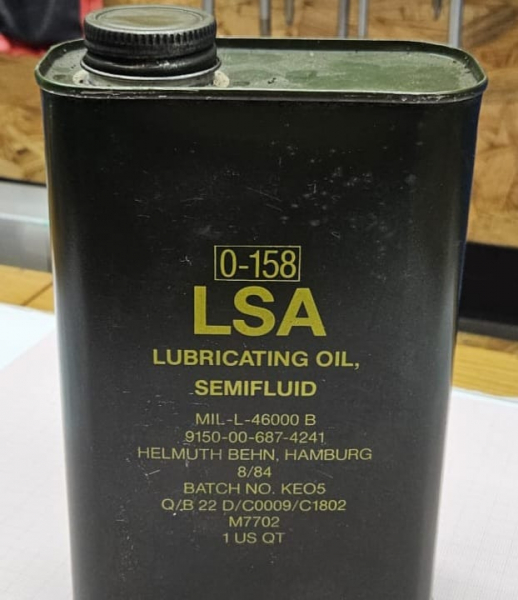 O-158
LSA
LUBRICATING OIL,
SEMIFLUID
MIL-L-46000 B
9150-00-687-4241
HELMUTH BEHN, HAMBURG
8/84
BATCH NO. KEO5
Q/B 22 D/C0009/C1802
M7702
1 US QT